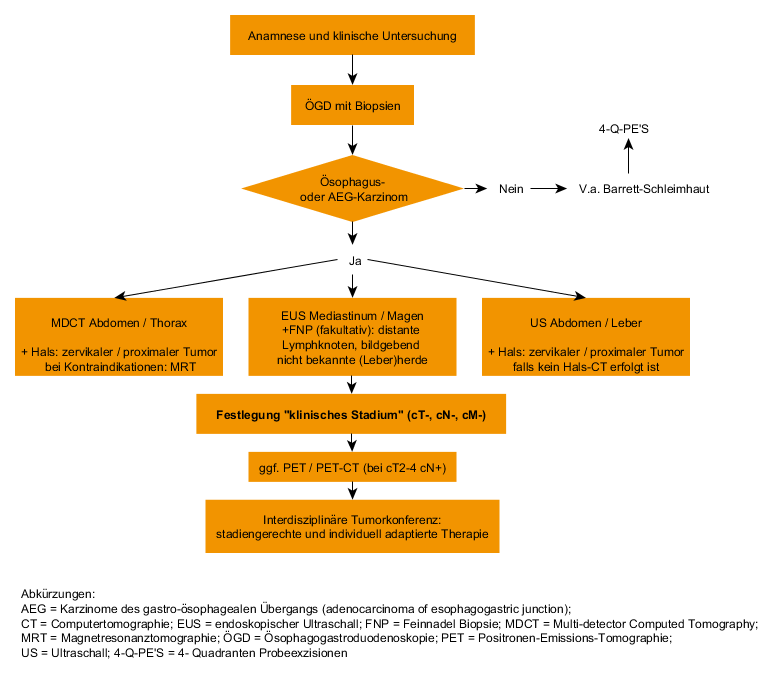 Anamnese und klinische Untersuchung
ÖGD mit Biopsien
4-Q-PE'S
Ösophagus-
oder AEG-Karzinom
Nein
V.a. Barrett-Schleimhaut
Ja
MDCT Abdomen / Thorax
+ Hals: zervikaler / proximaler Tumor
bei Kontraindikationen: MRT
EUS Mediastinum / Magen
+FNP (fakultativ): distante
Lymphknoten, bildgebend
nicht bekannte (Leber)herde
US Abdomen / Leber
+ Hals: zervikaler / proximaler Tumor
falls kein Hals-CT erfolgt ist
Festlegung "klinisches Stadium" (cT-, cN-, cM-)
ggf. PET / PET-CT (bei cT2-4 cN+)
Interdisziplinäre Tumorkonferenz:
stadiengerechte und individuell adaptierte Therapie
Abkürzungen:
AEG = Karzinome des gastro-ösophagealen Übergangs (adenocarcinoma of esophagogastric junction);
CT = Computertomographie; EUS = endoskopischer Ultraschall; FNP = Feinnadel Biopsie; MDCT = Multi-detector Computed Tomography;
MRT = Magnetresonanztomographie; ÖGD = Ösophagogastroduodenoskopie; PET = Positronen-Emissions-Tomographie;
US = Ultraschall; 4-Q-PE'S = 4- Quadranten Probeexzisionen